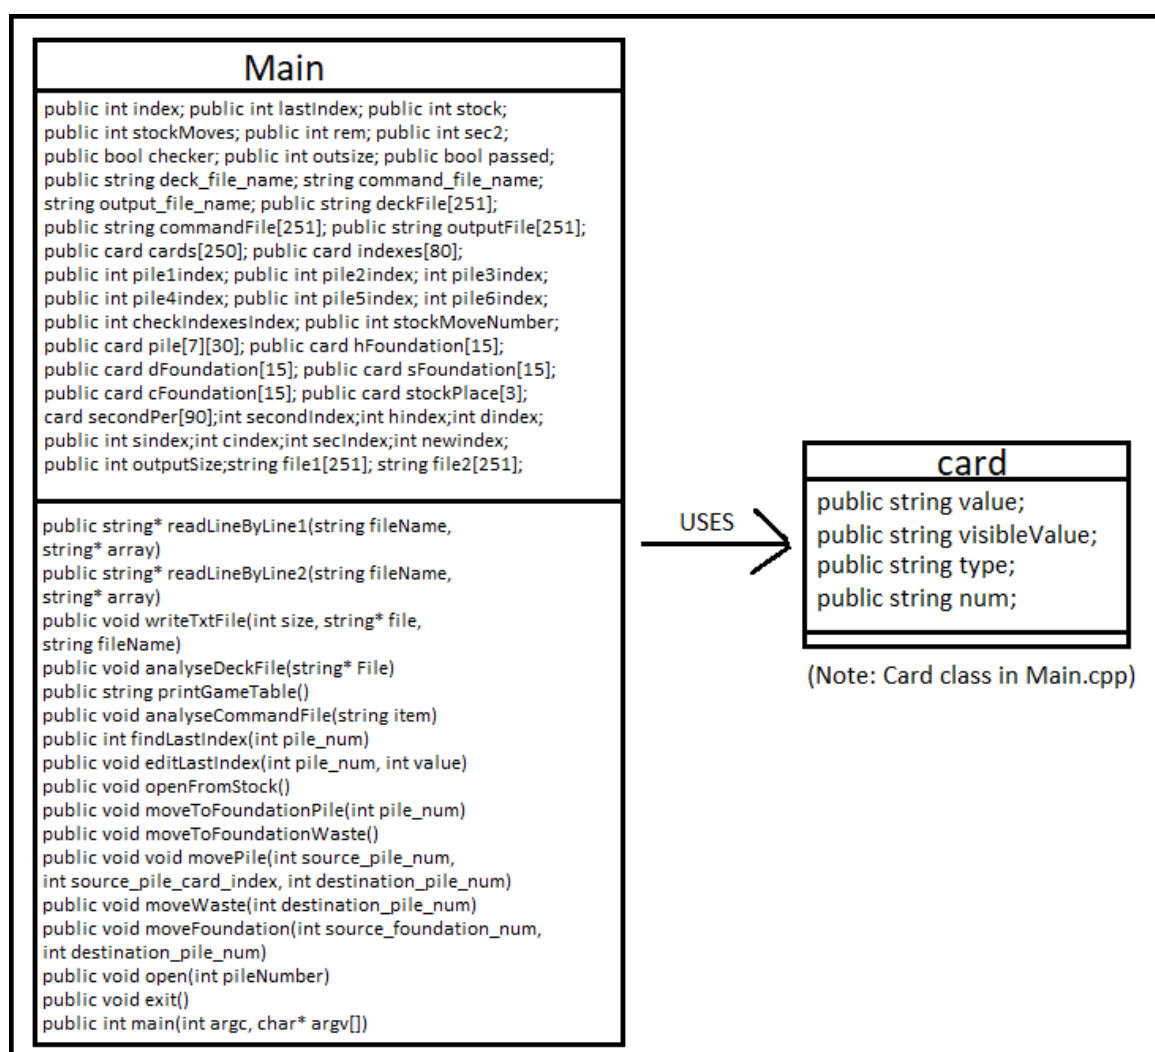 Main
public int index; public int lastIndex; public int stock;
public int stockMoves; public int rem; public int sec2;
public bool checker; public int outsize; public bool passed;
public string deck_file_name; string command_file_name;
string output_file_name; public string deckFile[251];
public string commandFile[251]; public string outputFile[251];
public card cards[250]; public card indexes[80];
public int pile1index; public int pile2index; int pile3index;
public int pile4index; public int pile5index; int pile6index;
public int checkIndexesIndex; public int stockMoveNumber;
public card pile[7][30]; public card hFoundation[15];
public card dFoundation[15]; public card sFoundation[15];
public card cFoundation[15]; public card stockPlace[3];
card secondPer[90];int secondIndex;int hindex;int dindex;
public int sindex;int cindex;int secIndex;int newindex;
public int outputSize;string file1[251]; string file2[251];
public string* readLineByLine1(string fileName,
string* array)
public string* readLineByLine2(string fileName,
string* array)
public void writeTxtFile(int size, string* file,
string fileName)
public void analyseDeckFile(string* File)
public string printGameTable()
public void analyseCommandFile(string item)
public int findLastIndex(int pile_num)
public void editLastIndex(int pile_num, int value)
public void openFromStock()
public void moveToFoundationPile(int pile_num)
public void moveToFoundationWaste()
public void void movePile(int source_pile_num,
int source_pile_card_index, int destination_pile_num)
public void moveWaste(int destination_pile_num)
public void moveFoundation(int source_foundation_num,
int destination_pile_num)
public void open(int pileNumber)
public void exit()
public int main(int argc, char* argv[])
USES
card
public string value;
public string visibleValue;
public string type;
public string num;
(Note: Card class in Main.cpp)